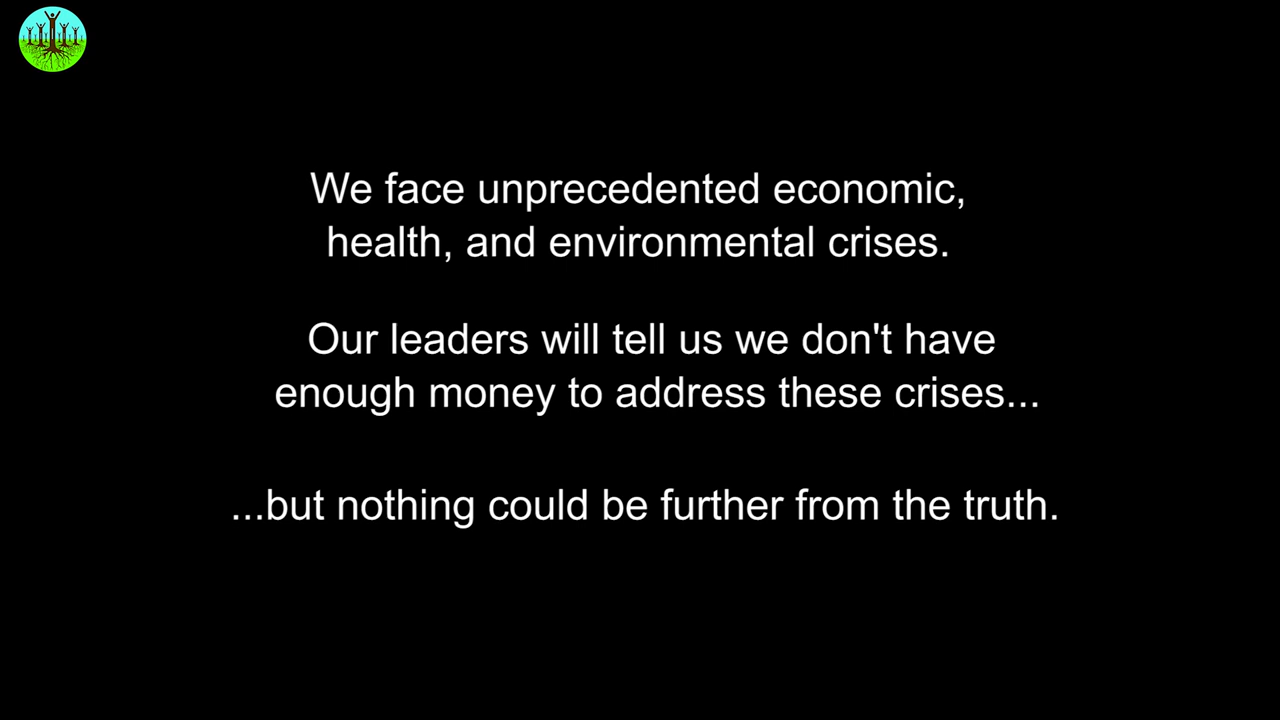 We face unprecedented economic,
health, and environmental crises.
Our leaders will tell us we don't have
enough money to address these crises...
...but nothing could be further from the truth.